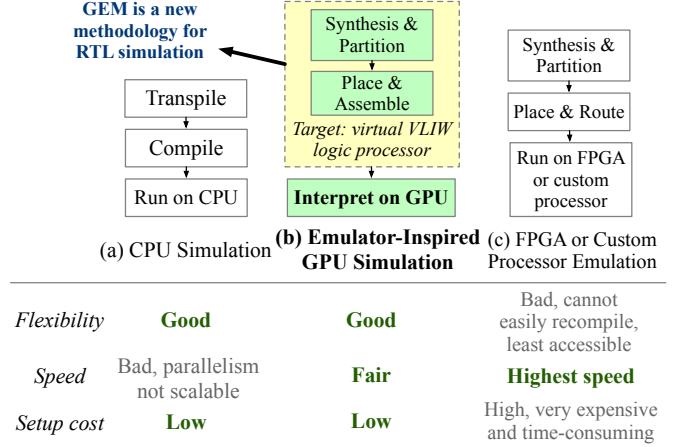 GEM is a new
methodology for
RTL simulation
Transpile
Compile
Run on CPU
(a) CPU Simulation
Synthesis &
Partition
Place &
Assemble
Target: virtual VLIW
logic processor
Interpret on GPU
(b) Emulator-Inspired
GPU Simulation
Synthesis &
Partition
Place & Route
Run on FPGA
or custom
processor
(c) FPGA or Custom
Processor Emulation
Flexibility
Good
Good
Bad, cannot
easily recompile,
least accessible
Speed
Bad, parallelism
not scalable
Fair
Highest speed
Setup cost
Low
Low
High, very expensive
and time-consuming